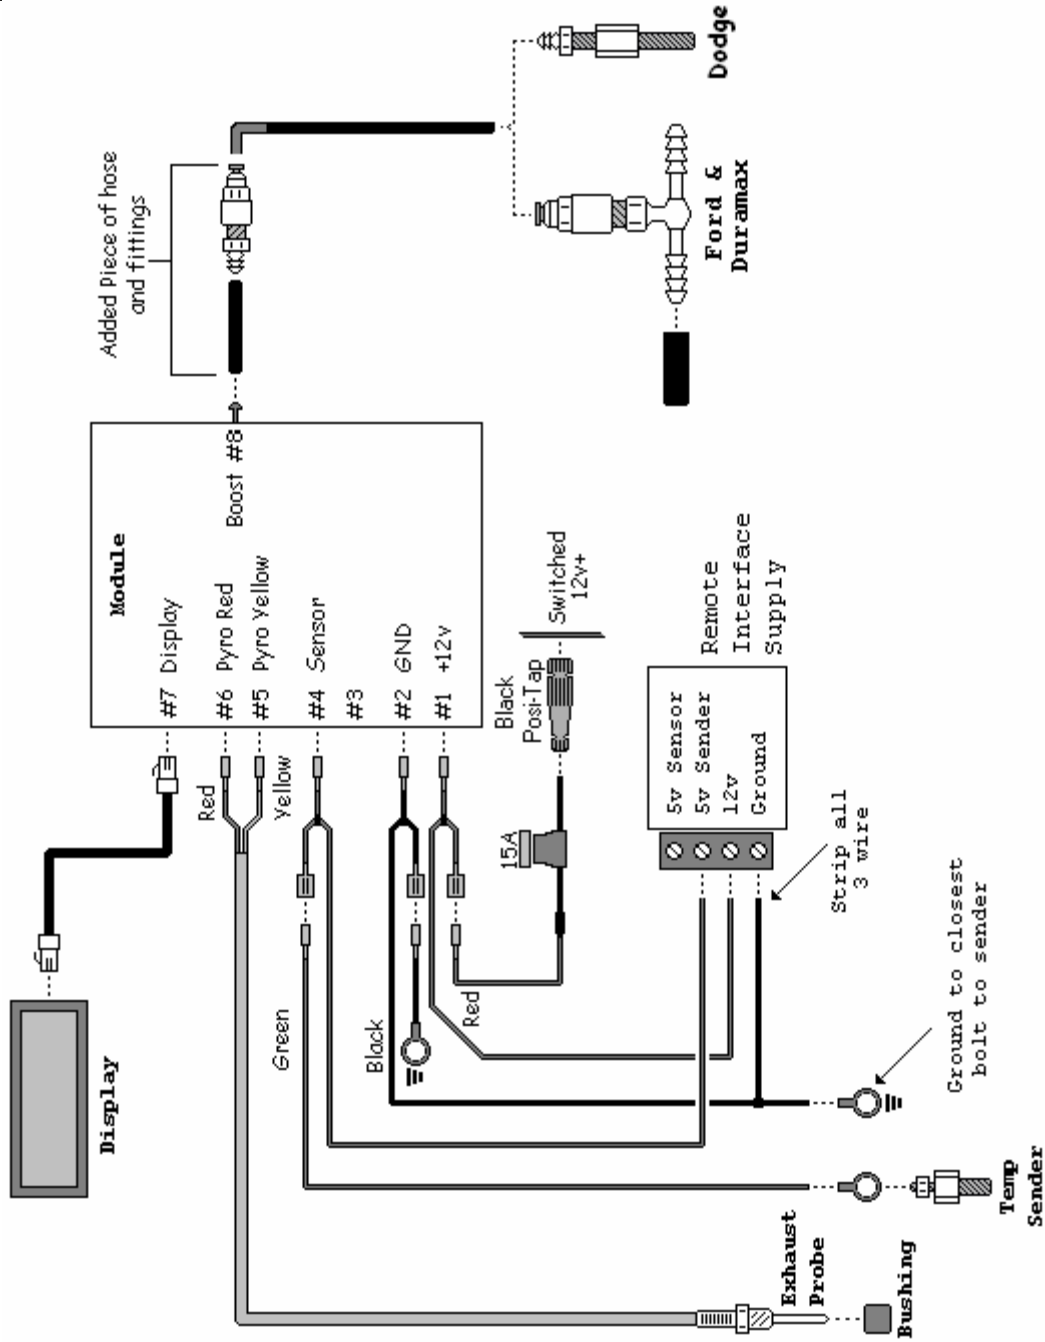 Dodge
Ford &
Duramax
Added Piece of hose
and fittings
Module
Boost #8
#7 Display
#6 Pyro Red
#5 Pyro Yellow
#4 Sensor
#3
#2 GND
#1 +12v
Red
Yellow
Black
Posi-Tap
Switched
12v+
15A
Remote
Interface
Supply
5v Sensor
5v Sender
12v
Ground
Strip all
3 wire
Ground to closest
bolt to sender
Green
Black
Red
Display
Temp
Sender
Exhaust
Probe
Bushing